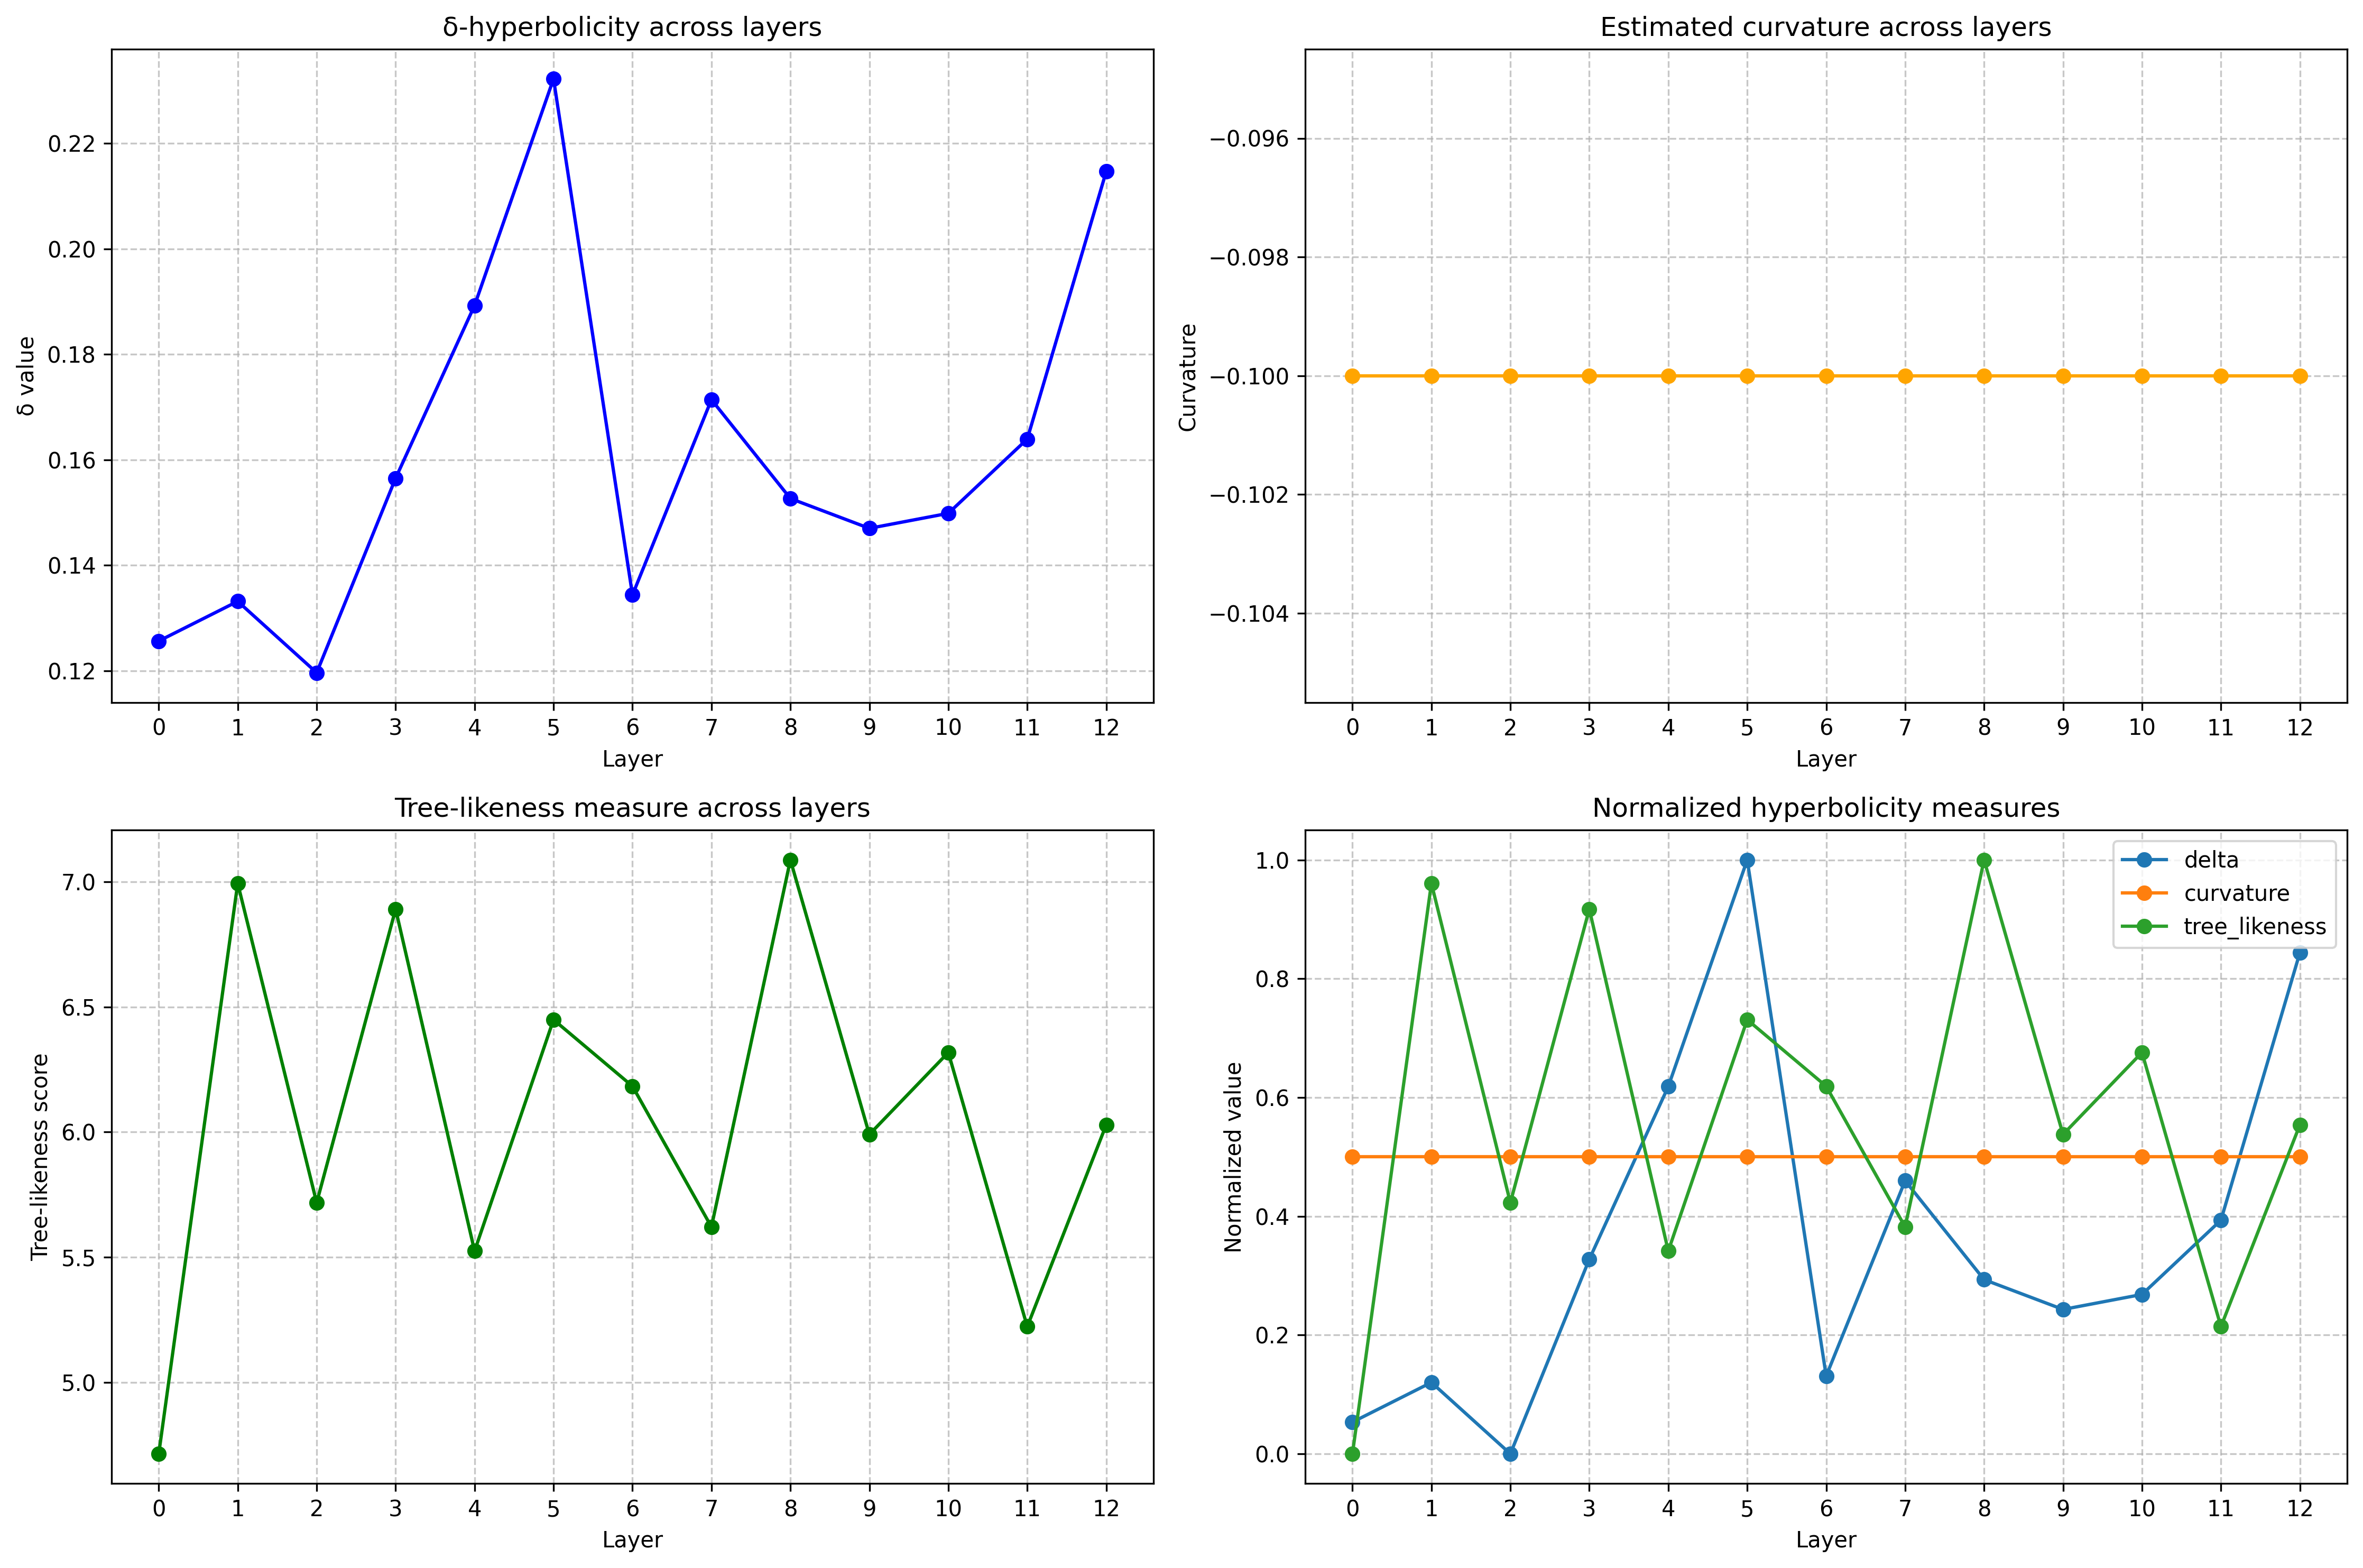 δ-hyperbolicity across layers
δ value
0.22
0.20
0.18
0.16
0.14
0.12
0 1 2 3 4 5 6 7 8 9 10 11 12
Layer
Estimated curvature across layers
Curvature
−0.096
−0.098
−0.100
−0.102
−0.104
0 1 2 3 4 5 6 7 8 9 10 11 12
Layer
Tree-likeness measure across layers
Tree-likeness score
7.0
6.5
6.0
5.5
5.0
0 1 2 3 4 5 6 7 8 9 10 11 12
Layer
Normalized hyperbolicity measures
Normalized value
1.0
0.8
0.6
0.4
0.2
0.0
delta
curvature
tree_likeness
0 1 2 3 4 5 6 7 8 9 10 11 12
Layer